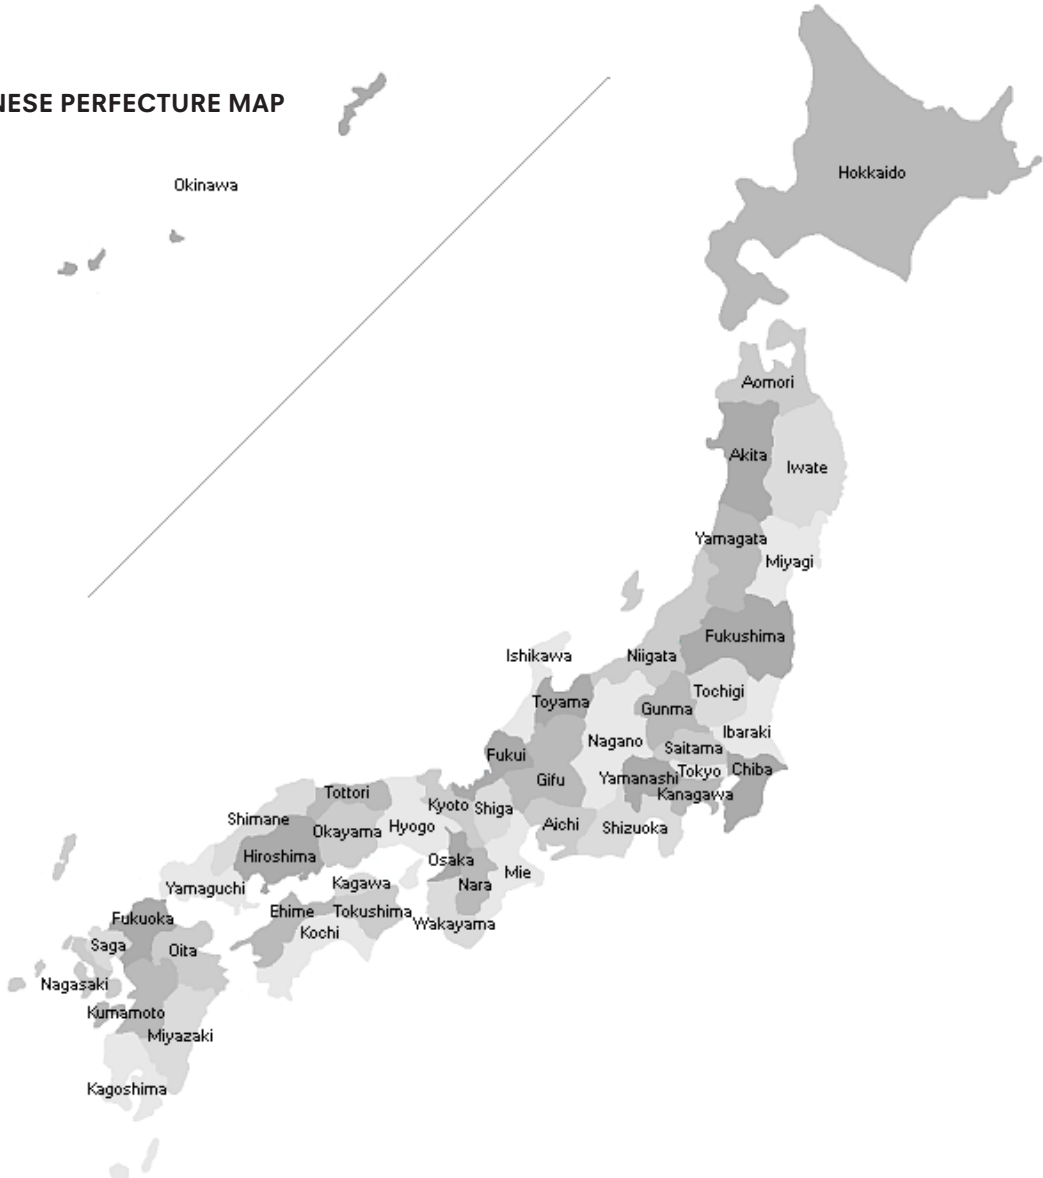 NESE PERFECTURE MAP
Okinawa
Hokkaido
Aomori
Akita
Iwate
Yamagata
Miyagi
Fukushima
Ishikawa
Niigata
Tochigi
Toyama
Gunma
Ibaraki
Nagano
Saitama
Fukui
Tokyo
Chiba
Gifu
Yamanashi
Kanagawa
Tottori
Kyoto
Shiga
Shimane
Hyogo
Aichi
Shizuoka
Okayama
Hiroshima
Osaka
Mie
Yamaguchi
Kagawa
Nara
Fukuoka
Ehime
Tokushima
Wakayama
Kochi
Saga
Oita
Nagasaki
Kumamoto
Miyazaki
Kagoshima